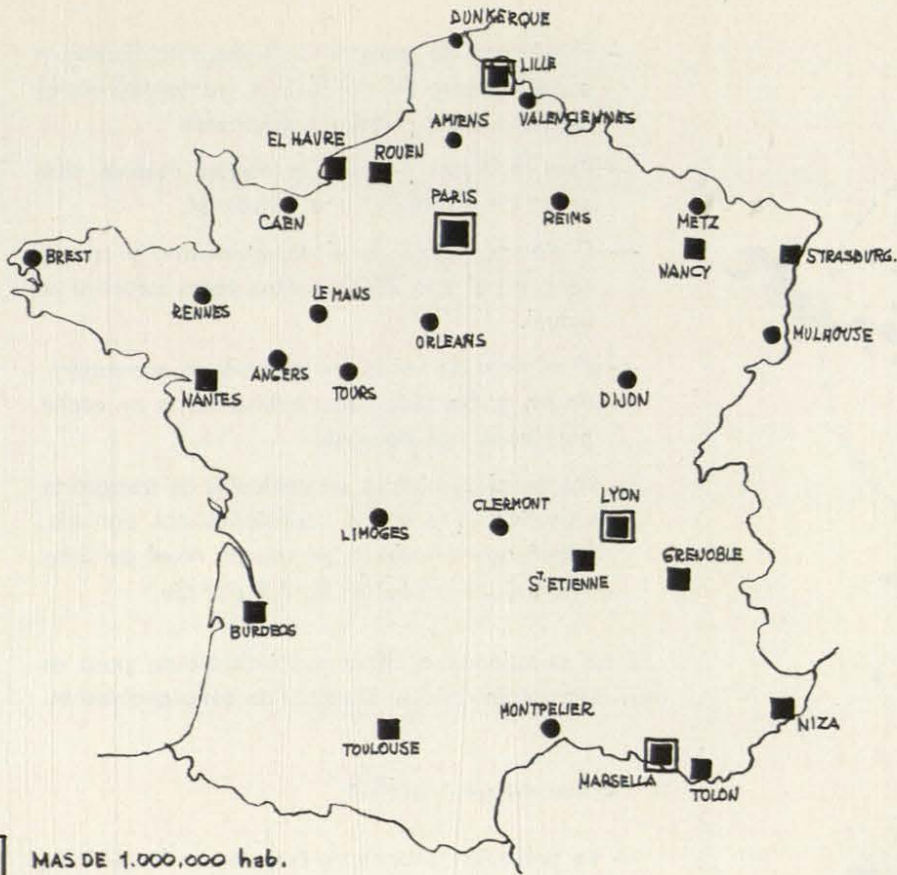 DUNKERQUE
LILLE
VALENCIENNES
AMIENS
EL HAVRE
ROUEN
PARIS
REIMS
METZ
CAEN
NANCY
STRASBURG.
BREST
RENNES
LE MANS
ORLEANS
MULHOUSE
ANGERS
TOURS
NANTES
DIJON
CLERMONT
LYON
LIMOGES
GRENOBLE
ST. ETIENNE
BURDEOS
MONTPELIER
NIZA
TOULOUSE
MARSELLA
TOLON
MAS DE 1.000.000 hab.